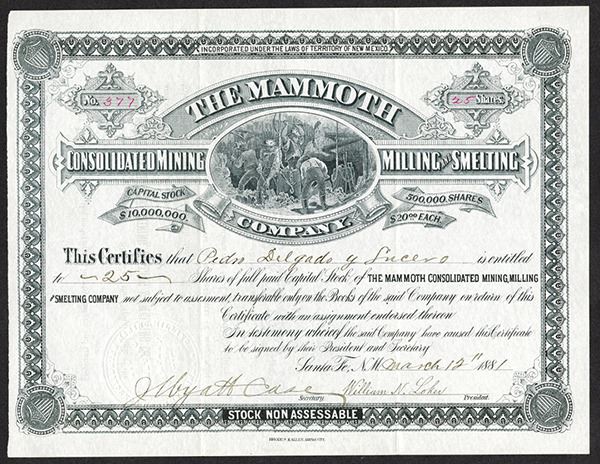 INCORPORATED UNDER THE LAWS OF TERRITORY OF NEW MEXICO.
No. 377
25 Shares
THE MAMMOTH
CONSOLIDATED MINING MILLING AND SMELTING
COMPANY.
CAPITAL STOCK
$10,000,000.
500,000. SHARES
$20.00 EACH.
This Certifies that Pedro Delgado y Lucero is entitled
to 25 Shares of full paid Capital Stock of THE MAMMOTH CONSOLIDATED MINING, MILLING
& SMELTING COMPANY not subject to assessment, transferable only on the Books of the said Company on return of this
Certificate with an assignment endorsed thereon
In testimony whereof the said Company have caused this Certificate
to be signed by their President and Secretary
Santa Fe, N.M. March 12" 1881
J. Wyatt Case William N.
Secretary President.
STOCK NON ASSESSABLE